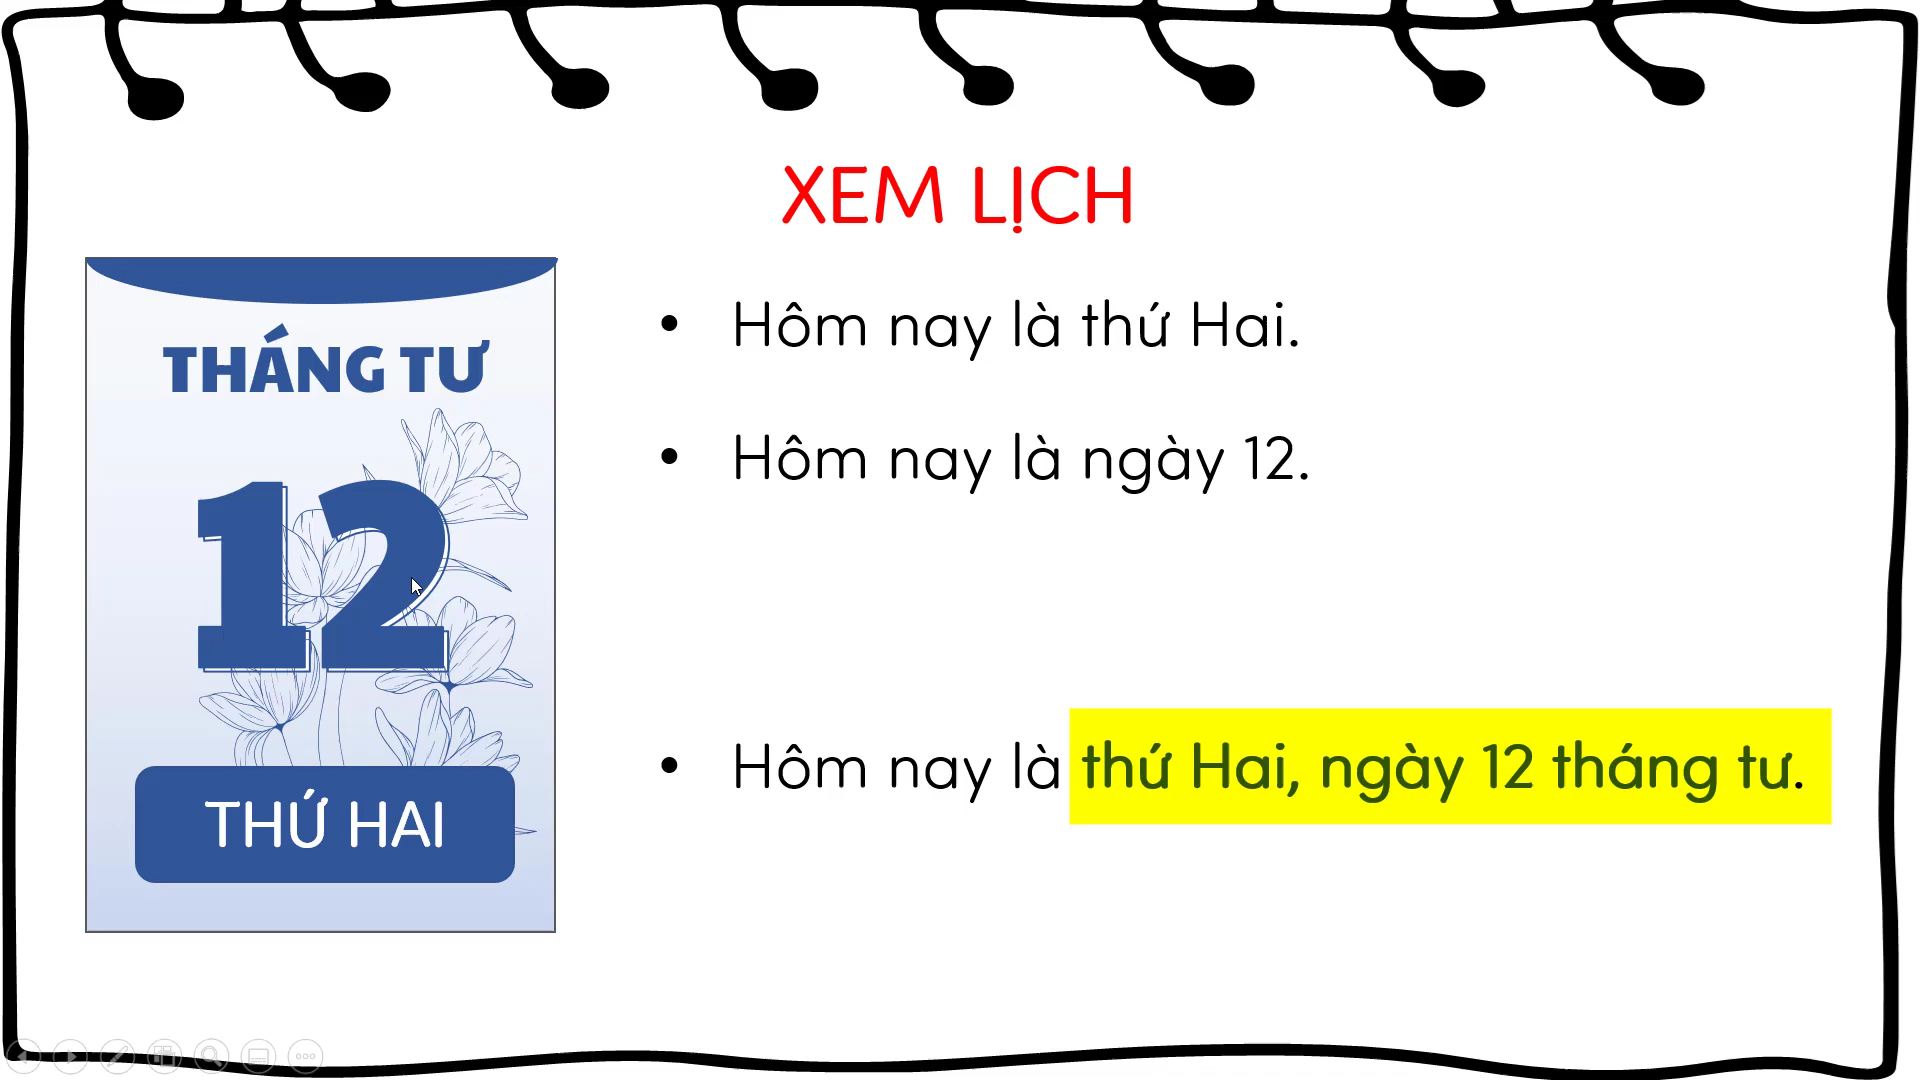 XEM LỊCH
THÁNG TƯ
12
THỨ HAI
• Hôm nay là thứ Hai.
• Hôm nay là ngày 12.
• Hôm nay là thứ Hai, ngày 12 tháng tư.